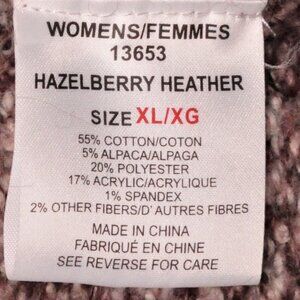 WOMENS/FEMMES
13653
HAZELBERRY HEATHER
SIZE XL/XG
55% COTTON/COTON
5% ALPACA/ALPAGA
20% POLYESTER
17% ACRYLIC/ACRYLIQUE
1% SPANDEX
2% OTHER FIBERS/D' AUTRES FIBRES
MADE IN CHINA
FABRIQUÉ EN CHINE
SEE REVERSE FOR CARE